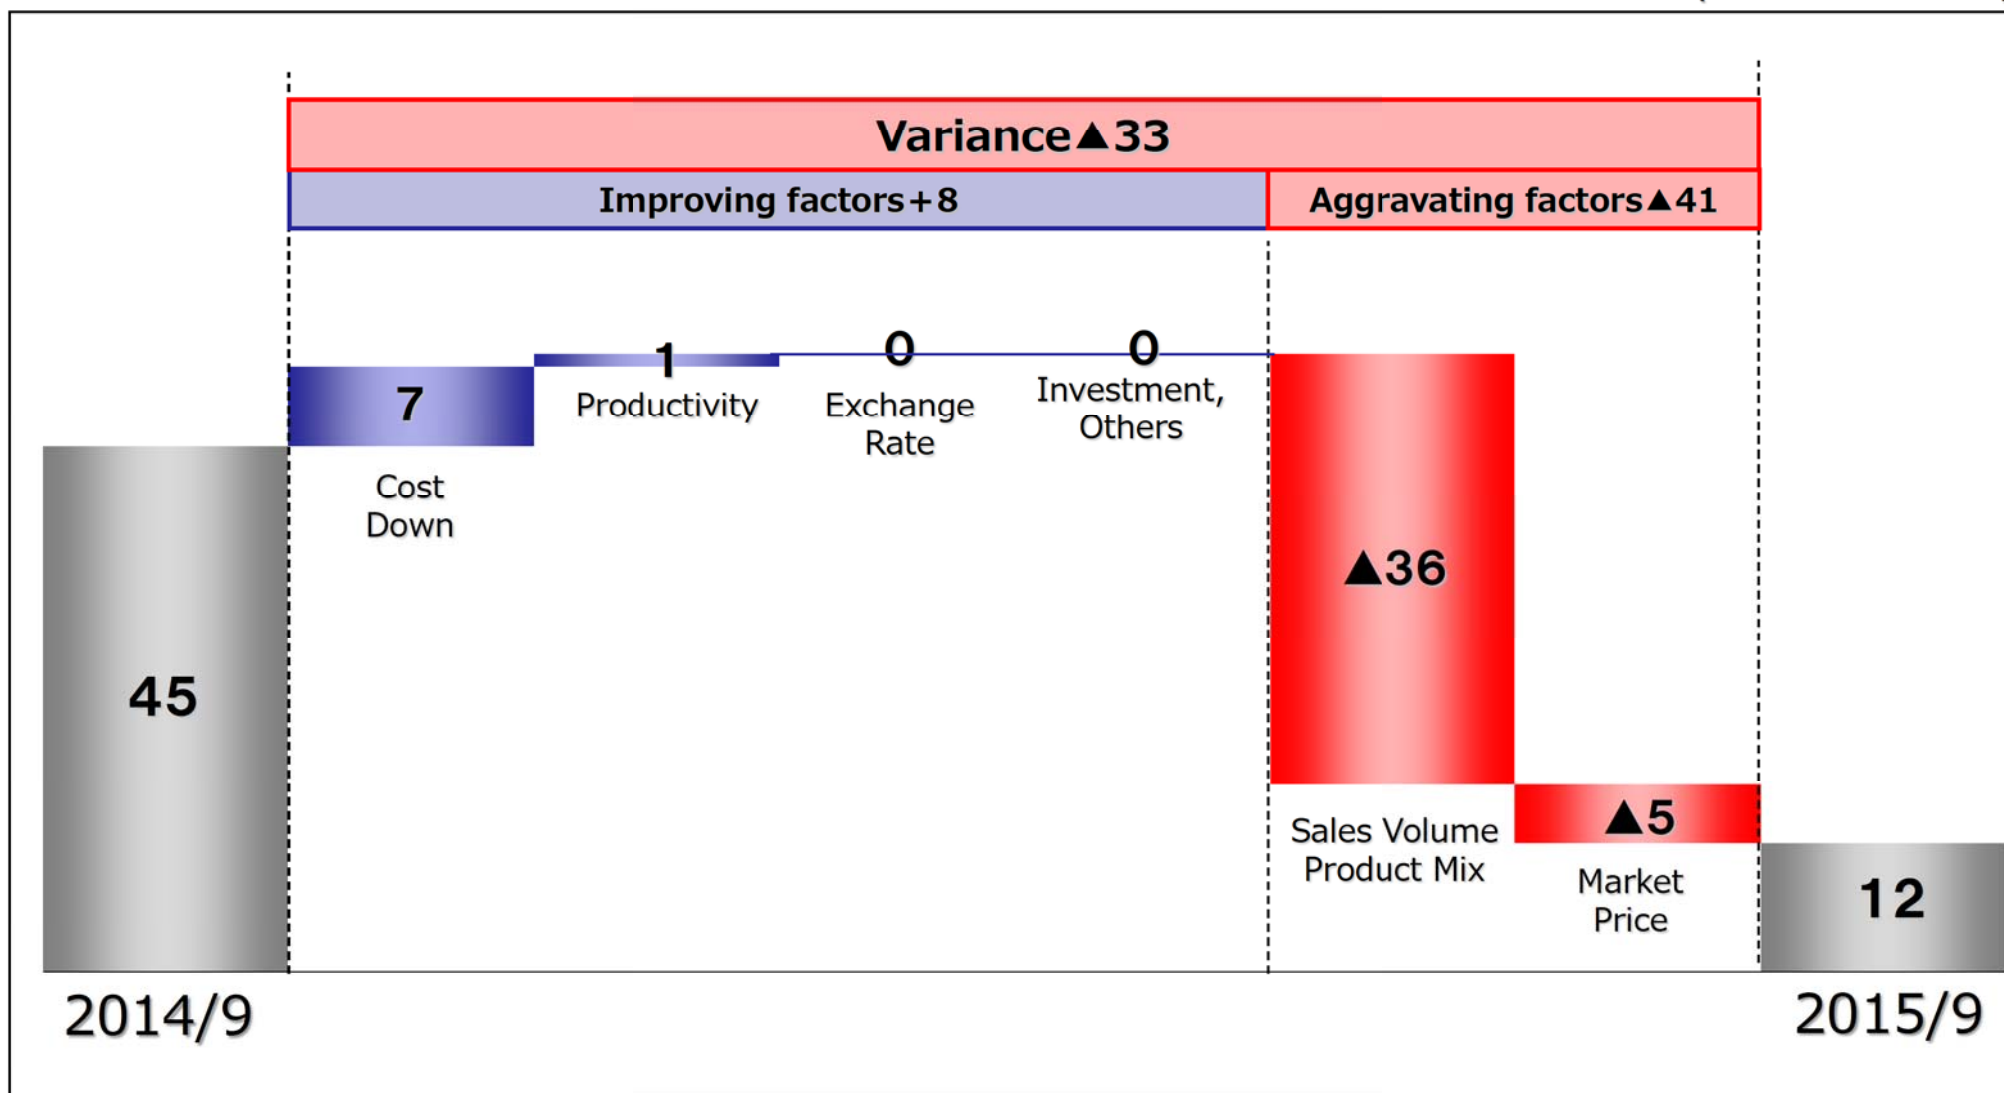 Variance▲33
Improving factors+8
Aggravating factors▲41
7
Cost
Down
1
Productivity
0
Exchange
Rate
0
Investment,
Others
▲36
Sales Volume
Product Mix
▲5
Market
Price
45
12
2014/9
2015/9